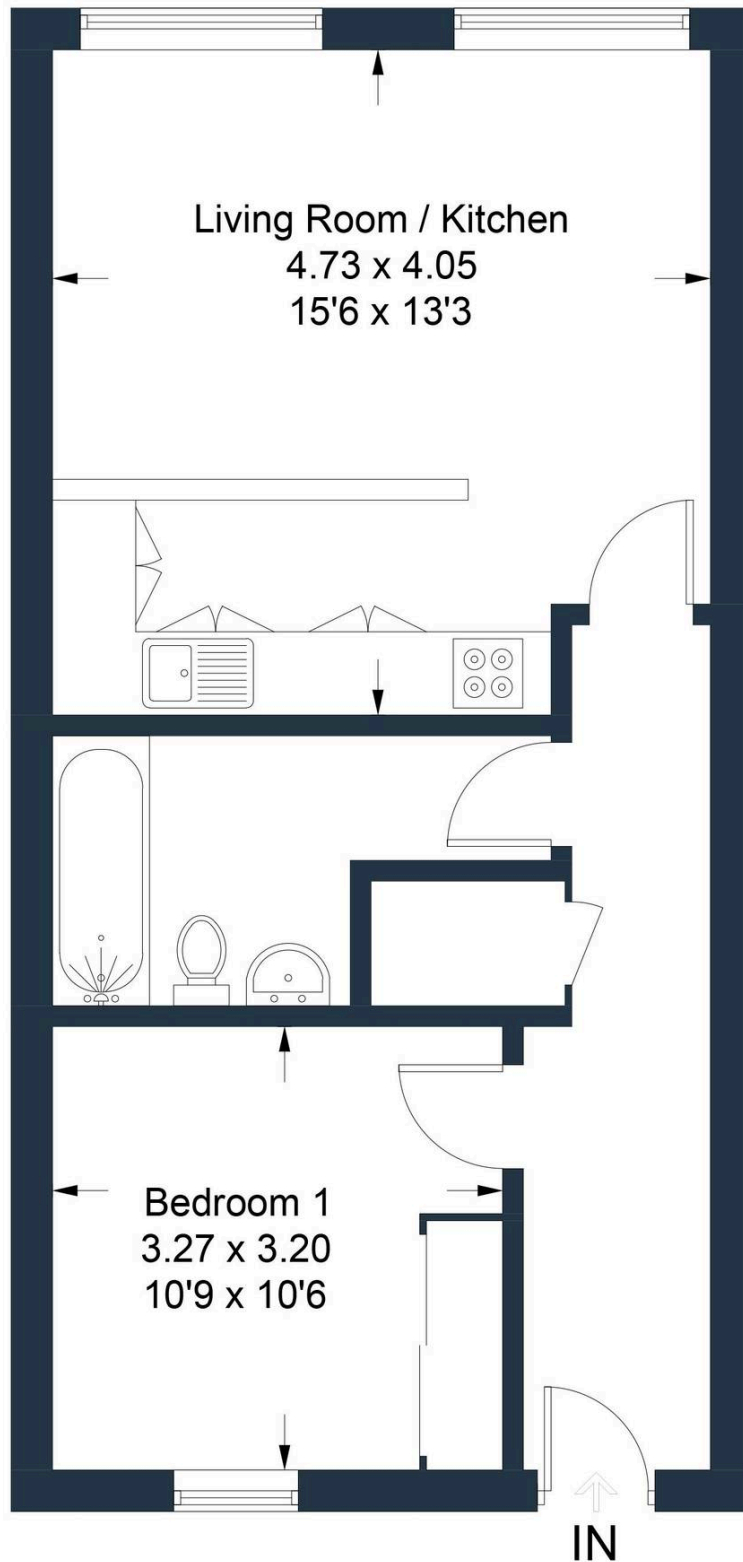 Living Room / Kitchen
4.73 x 4.05
15'6 x 13'3
Bedroom 1
3.27 x 3.20
10'9 x 10'6
IN